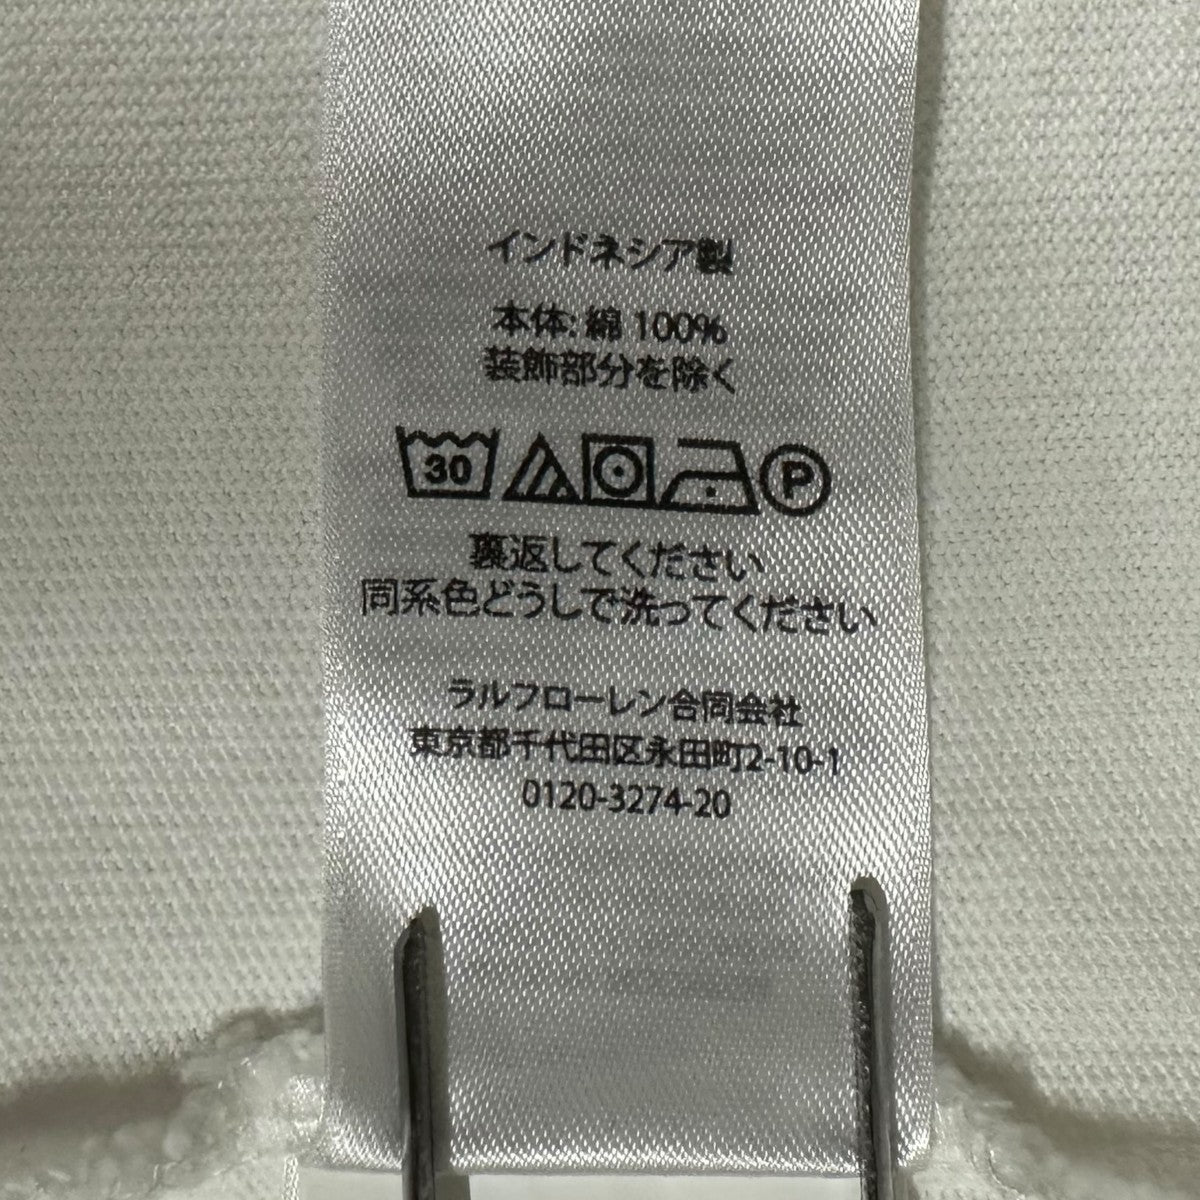 インドネシア製
本体: 綿 100%
装飾部分を除く
30 P
裏返してください
同系色どうしで洗ってください
ラルフローレン合同会社
東京都千代田区永田町2-10-1
0120-3274-20